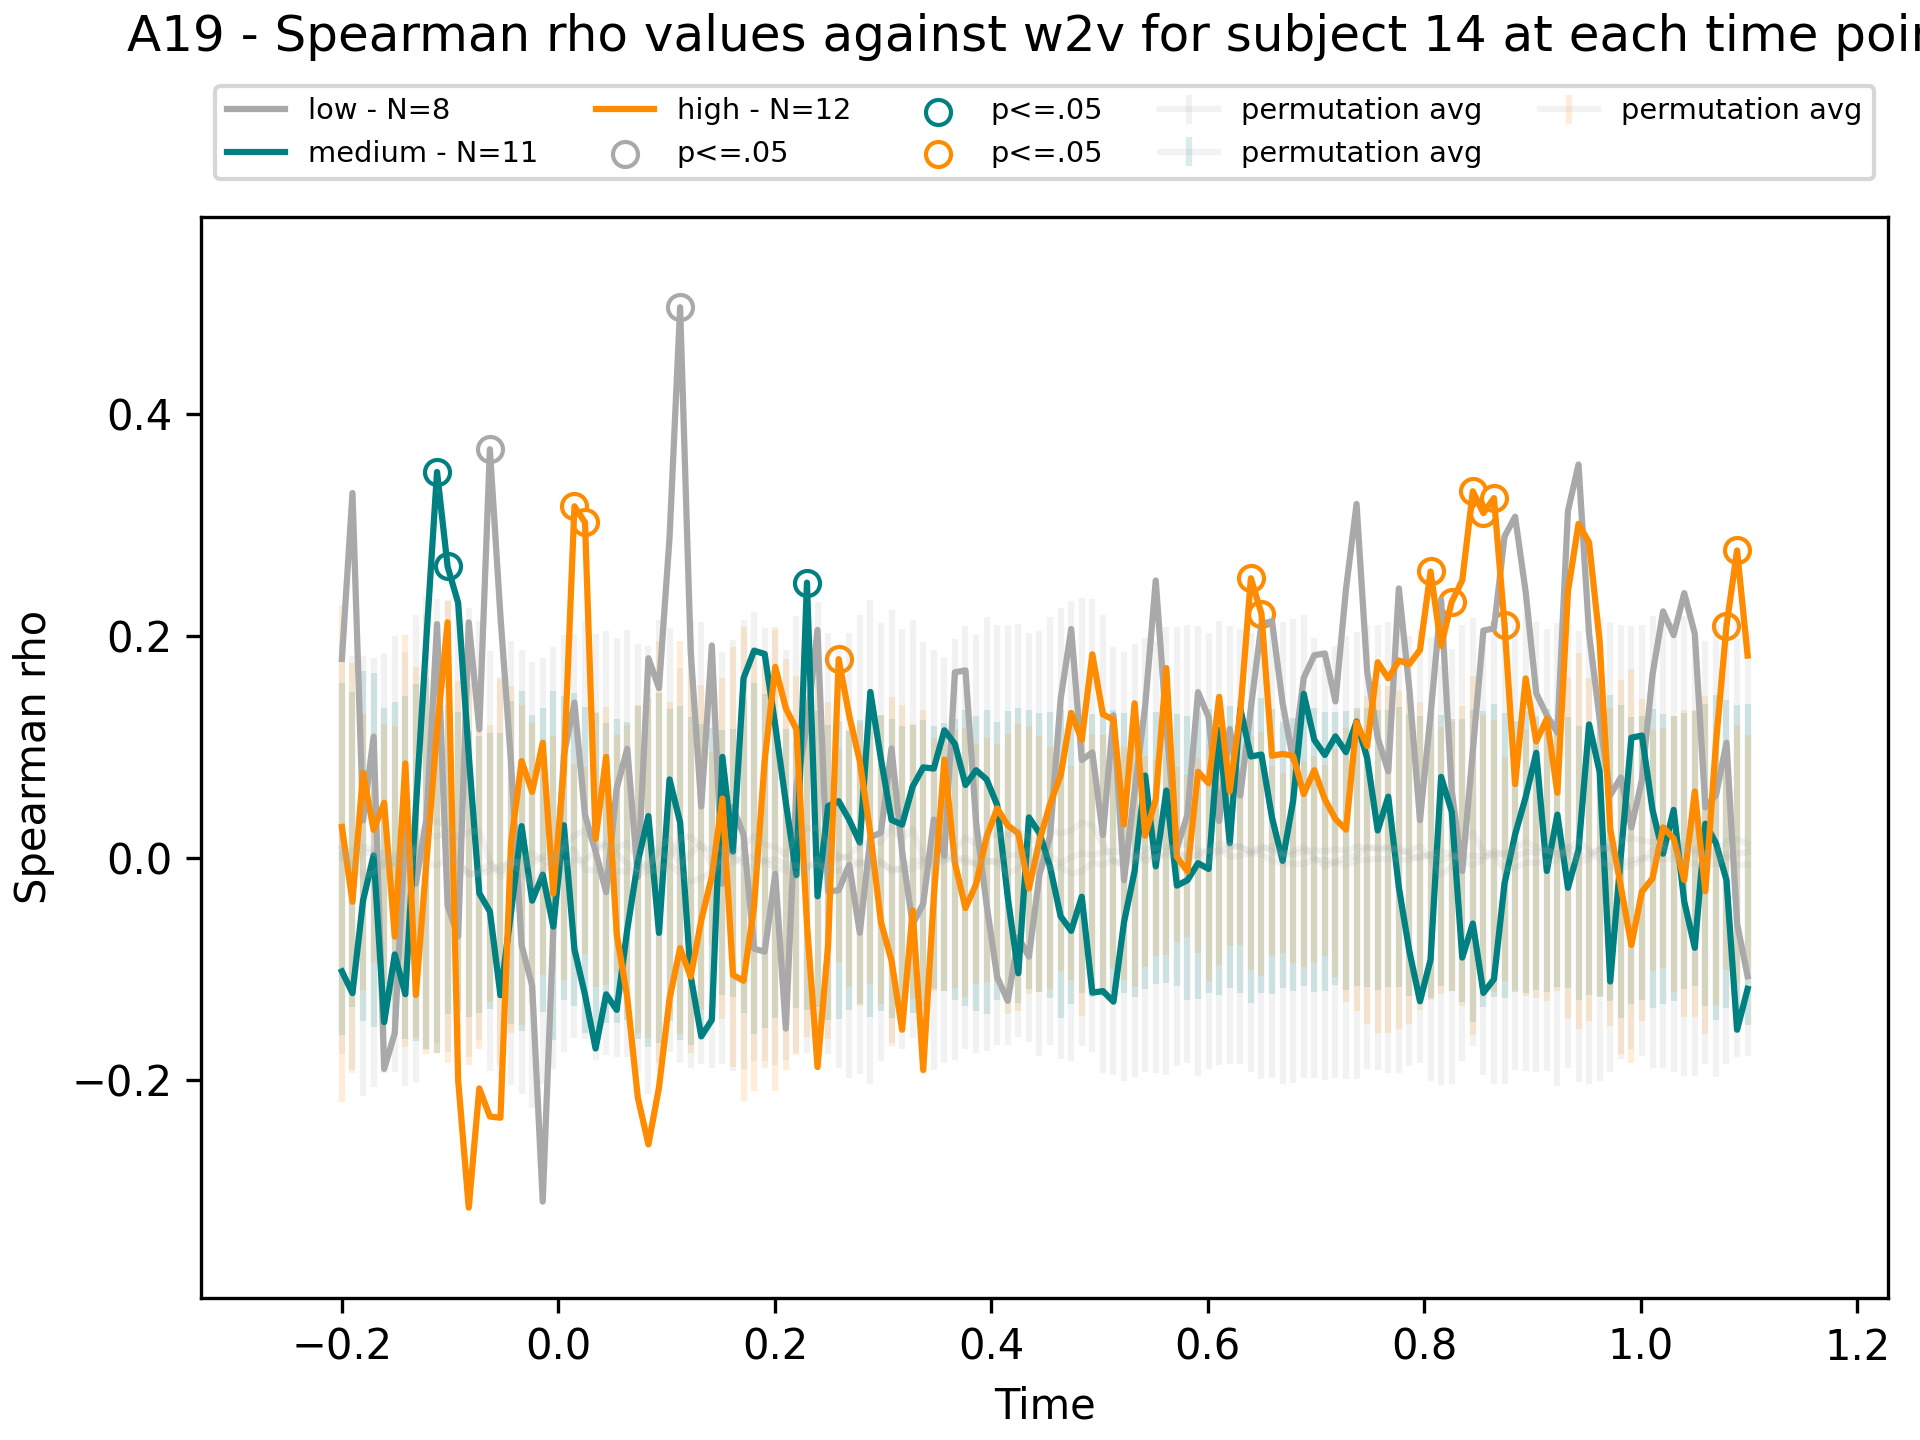 A19 - Spearman rho values against w2v for subject 14 at each time poi
low - N=8 high - N=12 p<=.05 permutation avg permutation avg
medium - N=11 p<=.05 p<=.05 permutation avg
Spearman rho
0.4
0.2
0.0
−0.2
−0.2 0.0 0.2 0.4 0.6 0.8 1.0 1.2
Time